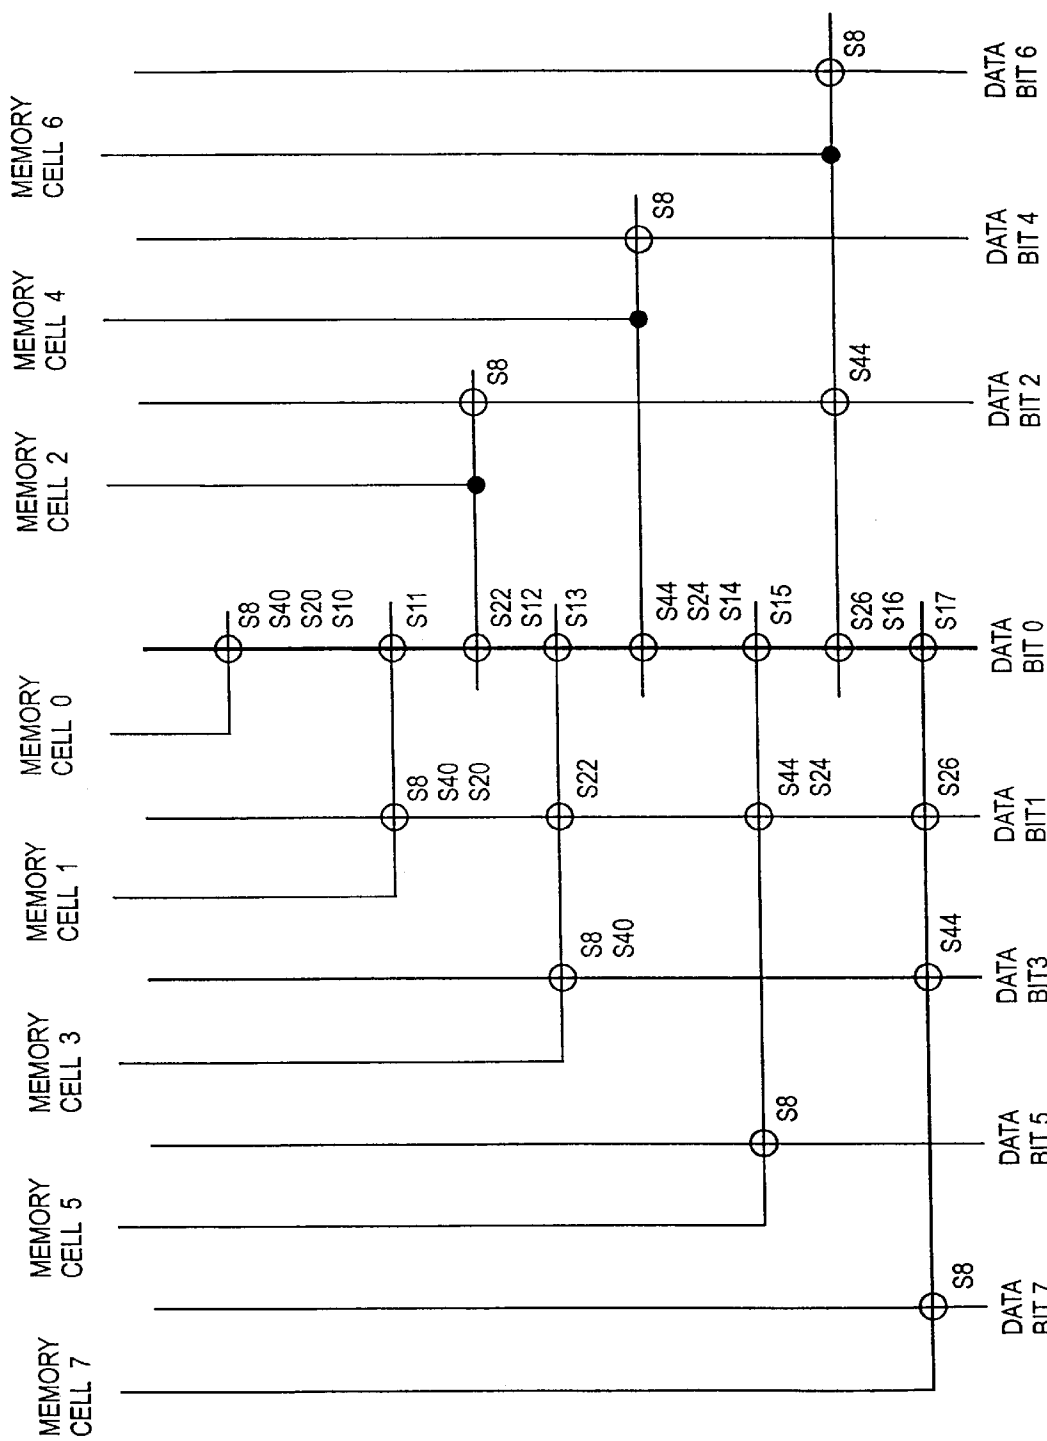 MEMORY
CELL 6
MEMORY
CELL 4
MEMORY
CELL 2
MEMORY
CELL 0
MEMORY
CELL 1
MEMORY
CELL 3
MEMORY
CELL 5
MEMORY
CELL 7
S8
S8
S8
S44
S8
S40
S20
S10
S11
S22
S12
S13
S44
S24
S14
S15
S26
S16
S17
S8
S40
S20
S22
S44
S24
S26
S8
S40
S44
S8
S8
DATA
BIT 6
DATA
BIT 4
DATA
BIT 2
DATA
BIT 0
DATA
BIT1
DATA
BIT3
DATA
BIT 5
DATA
BIT 7